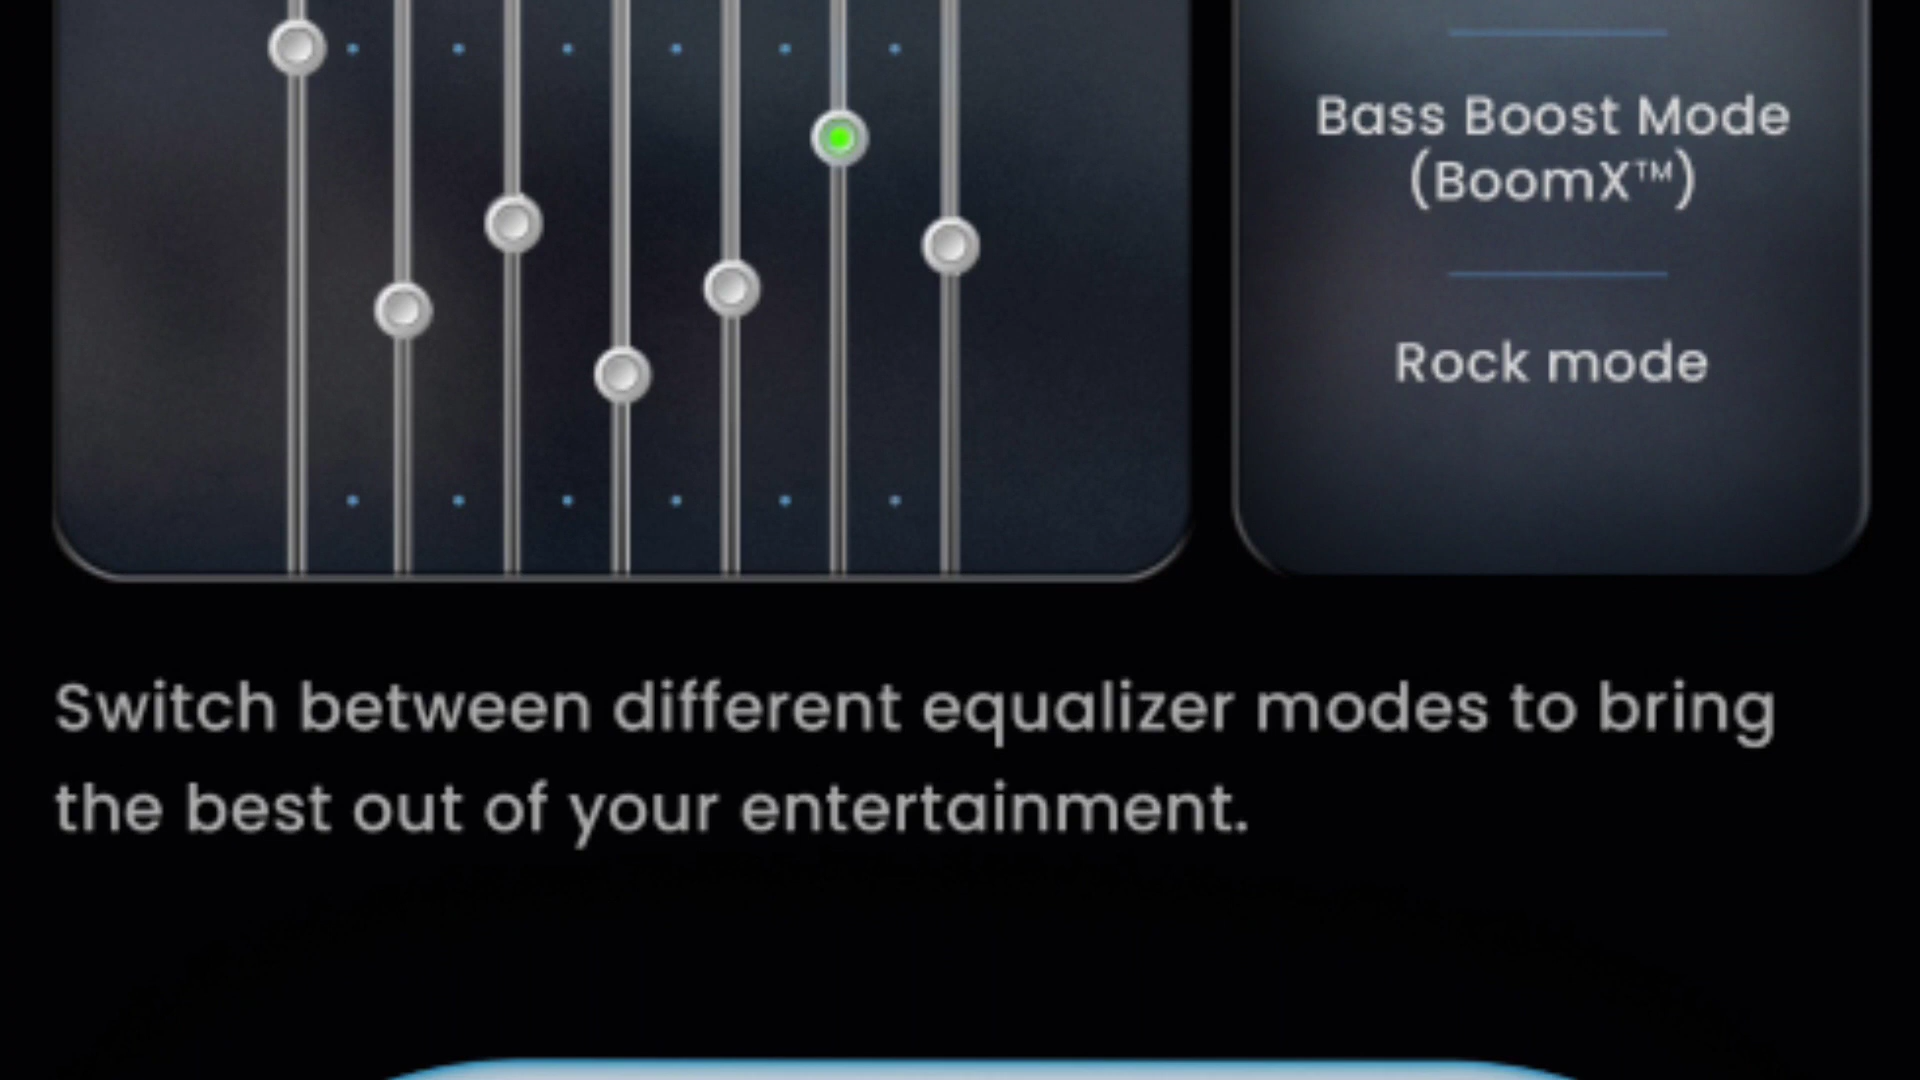 Bass Boost Mode
(BoomX™)
Rock mode
Switch between different equalizer modes to bring
the best out of your entertainment.